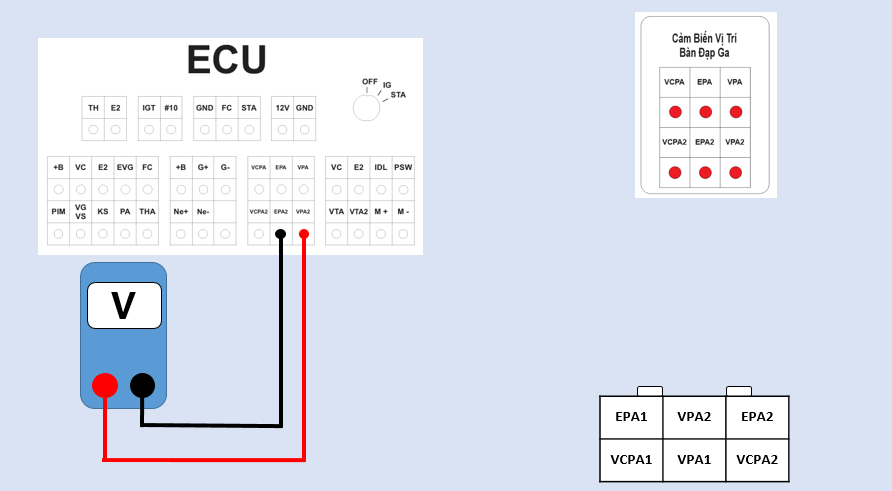 ECU
OFF
IG
STA
TH E2 IGT #10 GND FC STA 12V GND
+B VC E2 EVG FC +B G+ G- VCPA EPA VPA VC E2 IDL PSW
PIM VG VS KS PA THA Ne+ Ne- VCPA2 EPA2 VPA2 VTA VTA2 M + M -
V
Cảm Biến Vị Trí
Bàn Đạp Ga
VCPA EPA VPA
VCPA2 EPA2 VPA2
EPA1 VPA2 EPA2
VCPA1 VPA1 VCPA2